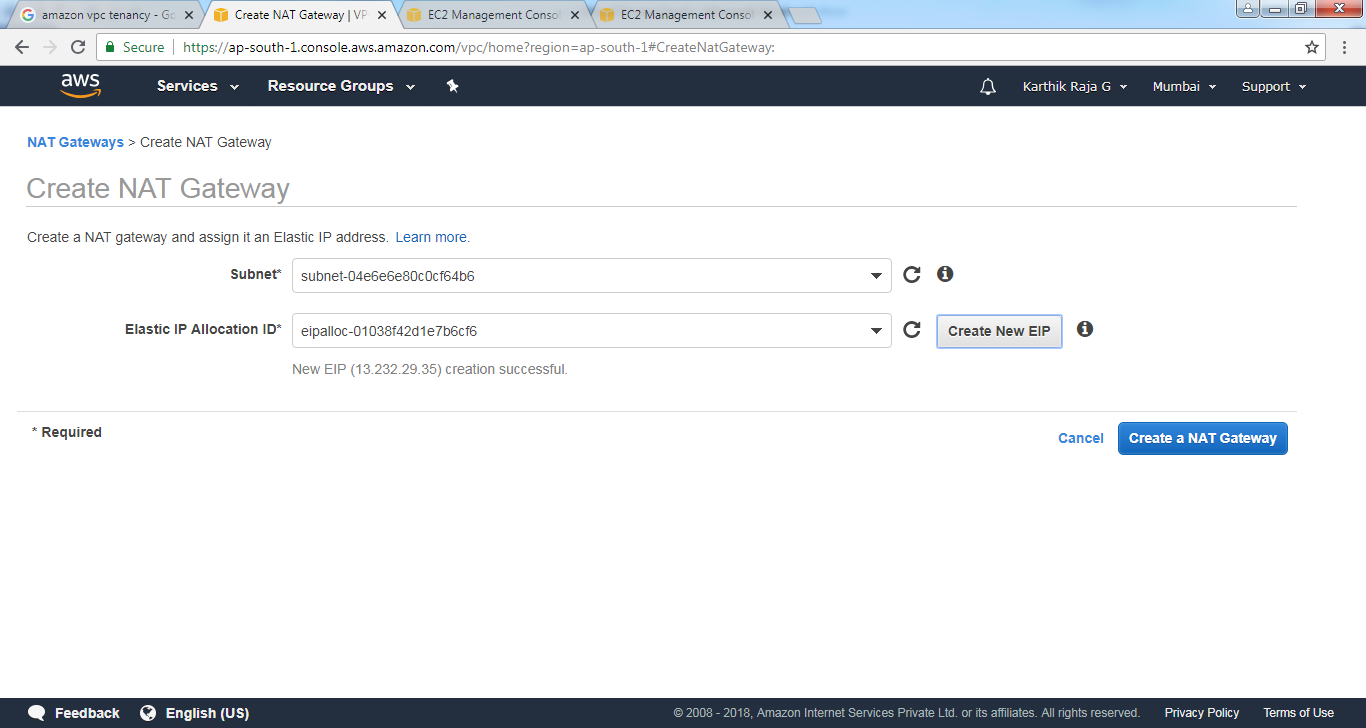 amazon vpc tenancy - Go
Create NAT Gateway | VP
EC2 Management Consol
EC2 Management Consol
Secure
https://ap-south-1.console.aws.amazon.com/vpc/home?region=ap-south-1#CreateNatGateway:
aws
Services
Resource Groups
Karthik Raja G
Mumbai
Support
NAT Gateways > Create NAT Gateway
Create NAT Gateway
Create a NAT gateway and assign it an Elastic IP address. Learn more.
Subnet*
subnet-04e6e6e80c0cf64b6
Elastic IP Allocation ID*
eipalloc-01038f42d1e7b6cf6
Create New EIP
New EIP (13.232.29.35) creation successful.
* Required
Cancel
Create a NAT Gateway
Feedback
English (US)
© 2008 - 2018, Amazon Internet Services Private Ltd. or its affiliates. All rights reserved.
Privacy Policy
Terms of Use